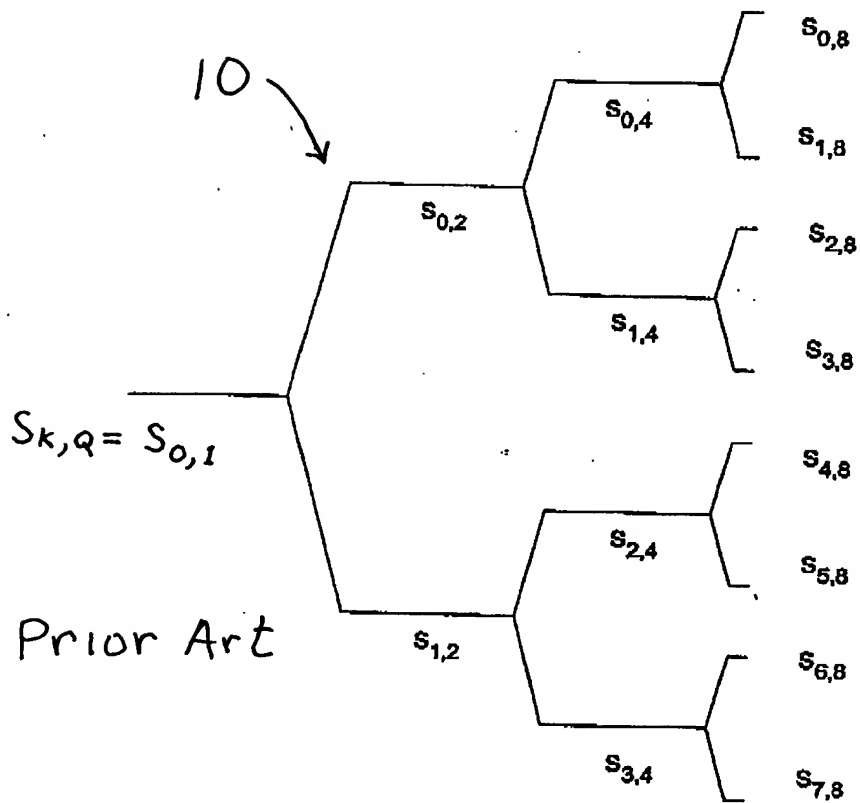 S0,8
10
S0,4
S1,8
S0,2
S2,8
S1,4
S3,8
SK,Q = S0,1
S4,8
S2,4
S5,8
Prior Art
S1,2
S6,8
S3,4
S7,8